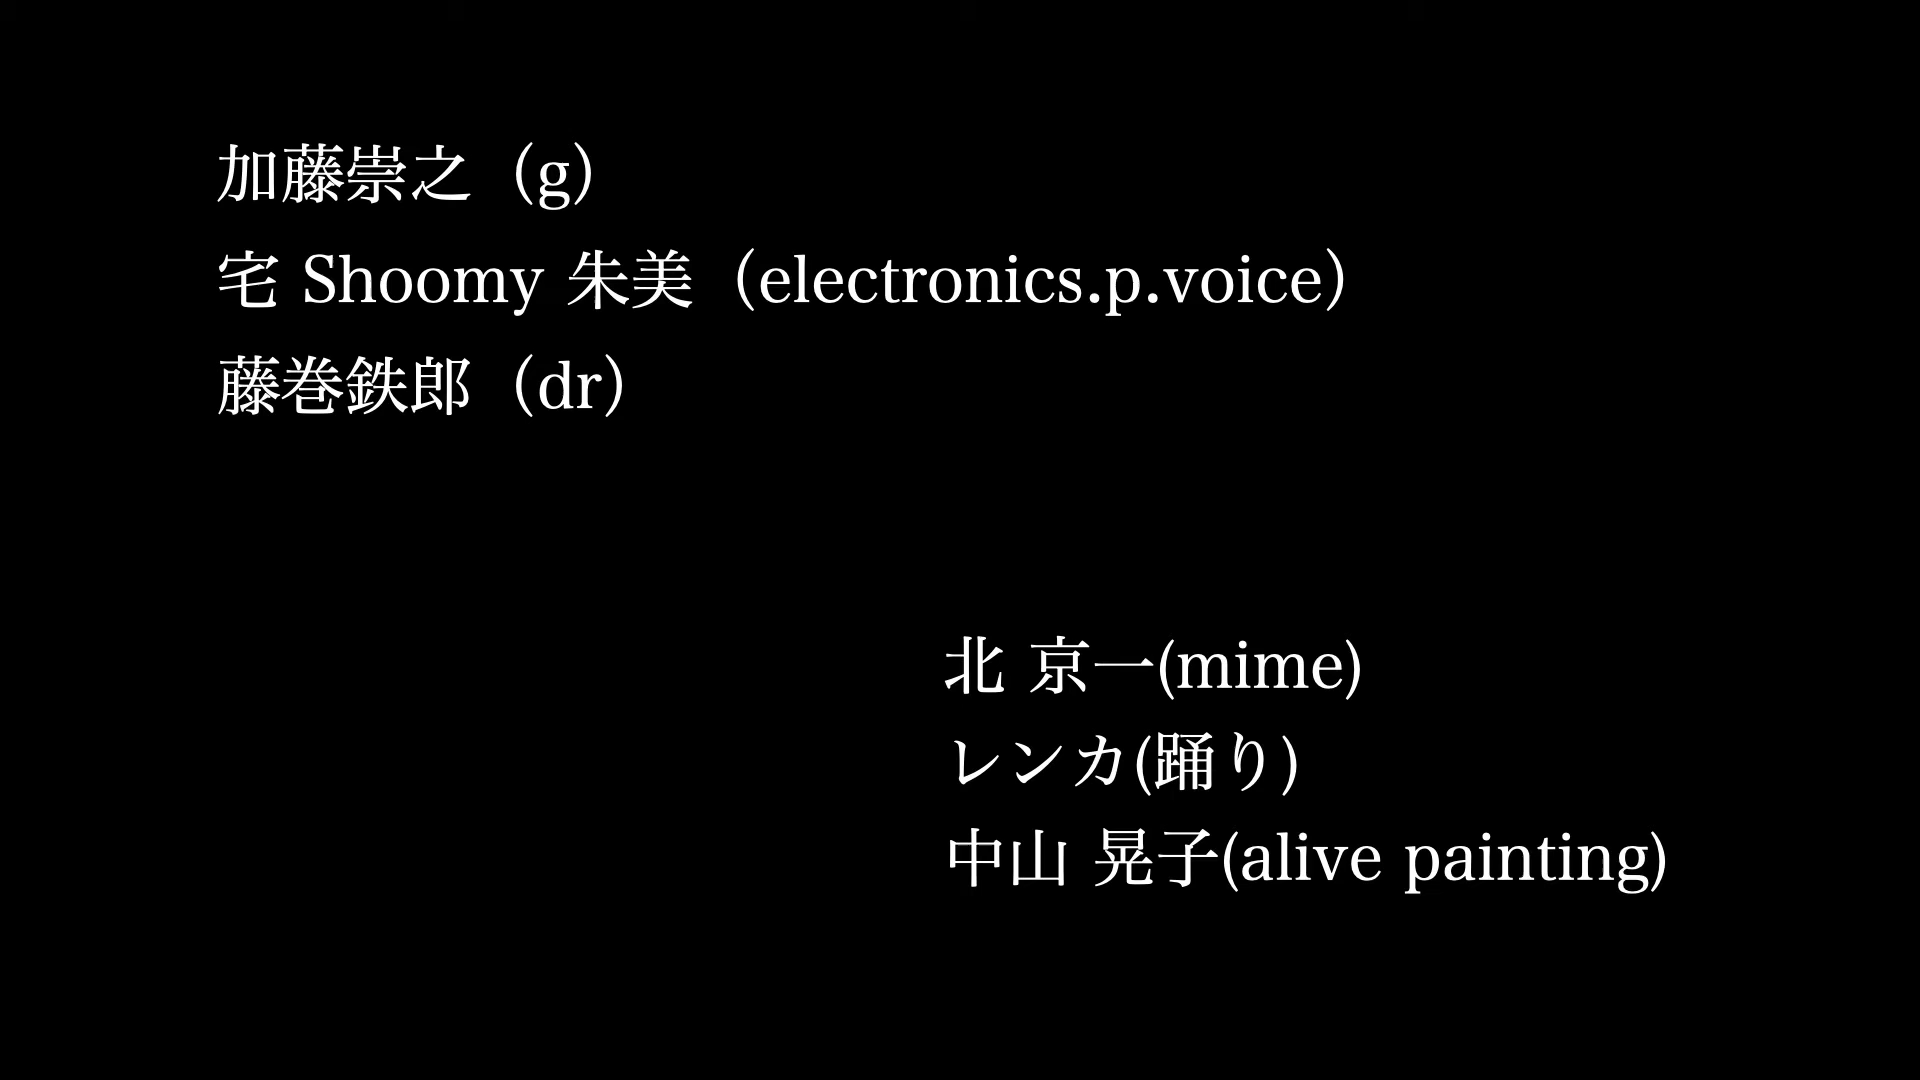 加藤崇之（g）
宅 Shoomy 朱美（electronics.p.voice）
藤巻鉄郎（dr）
北 京一(mime)
レンカ(踊り)
中山 晃子(alive painting)